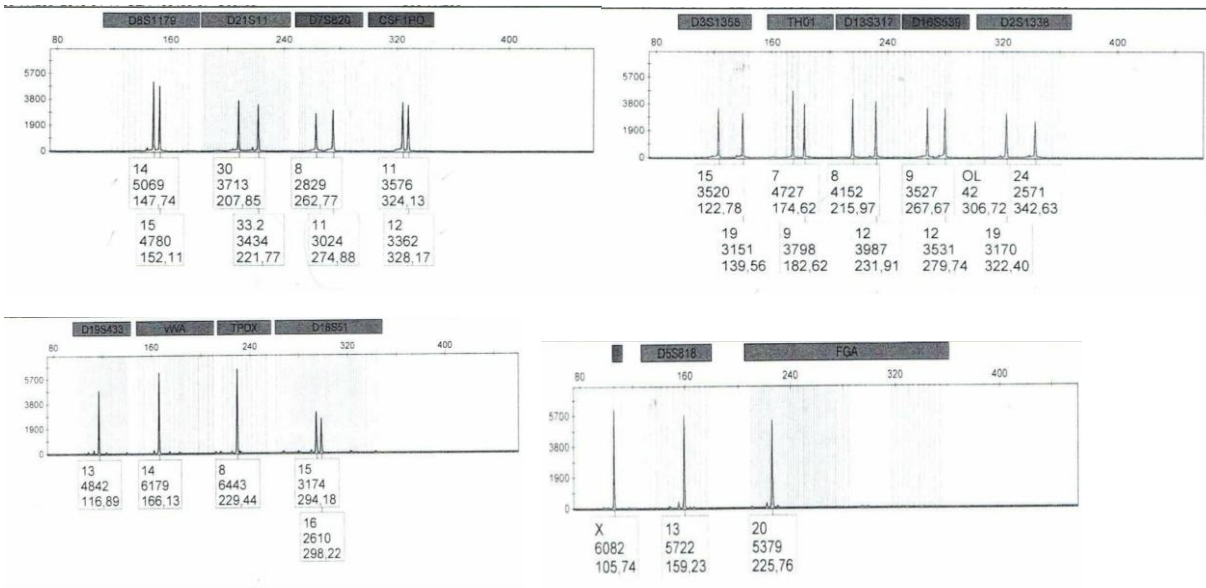 D8S1179 D21S11 D7S820 CSF1PO
80 160 240 320 400
5700
3800
1900
0
14 30 8 11
5069 3713 2829 3576
147,74 207,85 262,77 324,13
15 33.2 11 12
4780 3434 3024 3362
152,11 221,77 274,88 328,17
D3S1358 TH01 D13S317 D16S539 D2S1338
80 160 240 320 400
5700
3800
1900
0
15 7 8 9 OL 24
3520 4727 4152 3527 42 2571
122,78 174,62 215,97 267,67 306,72 342,63
19 9 12 12 19
3151 3798 3987 3531 3170
139,56 182,62 231,91 279,74 322,40
D19S433 vWA TPOX D18S51
80 160 240 320 400
5700
3800
1900
0
13 14 8 15
4842 6179 6443 3174
116,89 166,13 229,44 294,18
16
2610
298,22
D5S818 FGA
80 160 240 320 400
5700
3800
1900
0
X 13 20
6082 5722 5379
105,74 159,23 225,76